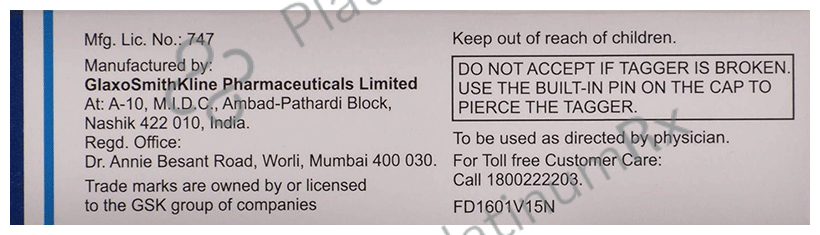 Mfg. Lic. No.: 747
Manufactured by:
GlaxoSmithKline Pharmaceuticals Limited
At: A-10, M.I.D.C., Ambad-Pathardi Block,
Nashik 422 010, India.
Regd. Office:
Dr. Annie Besant Road, Worli, Mumbai 400 030.
Trade marks are owned by or licensed
to the GSK group of companies
Keep out of reach of children.
DO NOT ACCEPT IF TAGGER IS BROKEN.
USE THE BUILT-IN PIN ON THE CAP TO
PIERCE THE TAGGER.
To be used as directed by physician.
For Toll free Customer Care:
Call 1800222203.
FD1601V15N
PlatinumRx